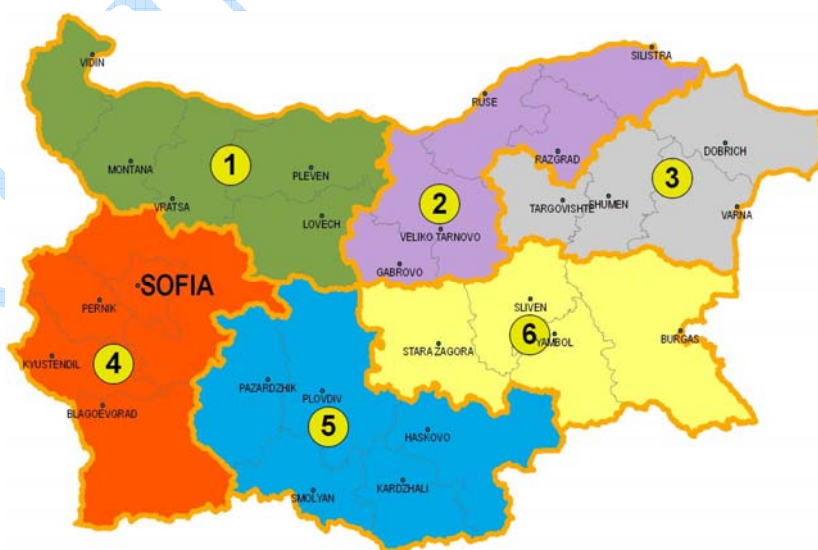 VIDIN
MONTANA
1
PLEVEN
VRATSA
LOVECH
SILISTRA
RUSE
RAZGRAD
2
VELIKO TARNOVO
GABROVO
DOBRICH
3
TARGOVISHTE
SHUMEN
VARNA
SOFIA
PERNIK
KYUSTENDIL
4
BLAGOEVGRAD
PAZARDZHIK
PLOVDIV
5
HASKOVO
SMOLYAN
KARDZHALI
SLIVEN
6
YAMBOL
STARA ZAGORA
BURGAS